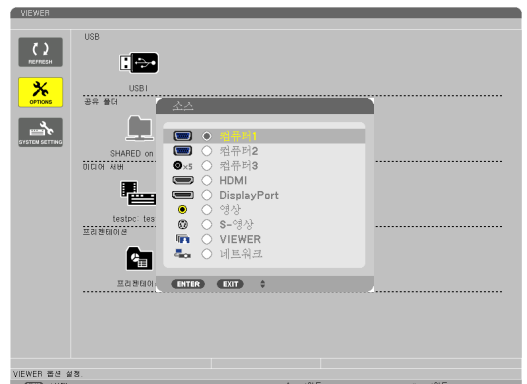 VIEWER
USB
REFRESH
USB1
OPTIONS
공유 폴더
소스
컴퓨터1
컴퓨터2
SYSTEM SETTING
컴퓨터3
SHARED on
미디어 서버
HDMI
DisplayPort
영상
testpc: tes
S-영상
프리젠테이션
VIEWER
네트워크
프리젠테이
ENTER
EXIT
VIEWER 옵션 설정.